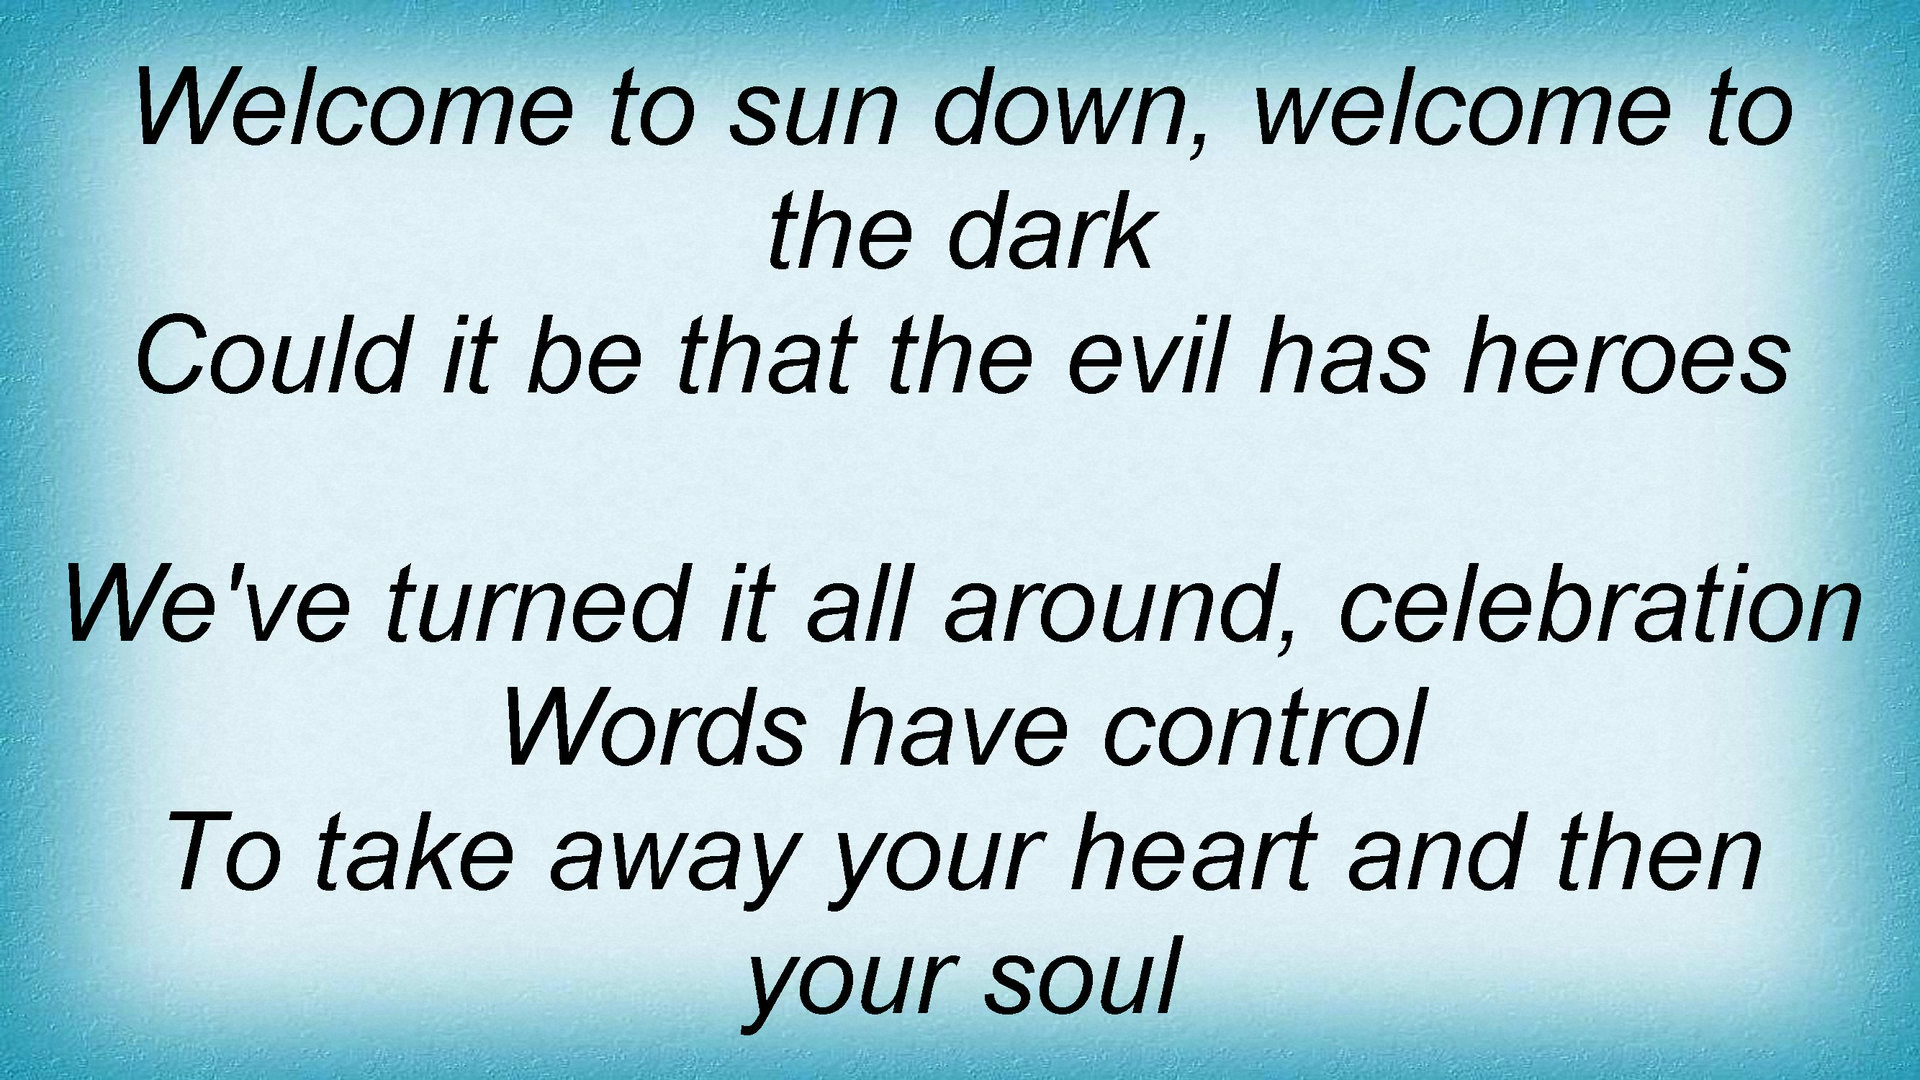 Welcome to sun down, welcome to
the dark
Could it be that the evil has heroes
We've turned it all around, celebration
Words have control
To take away your heart and then
your soul